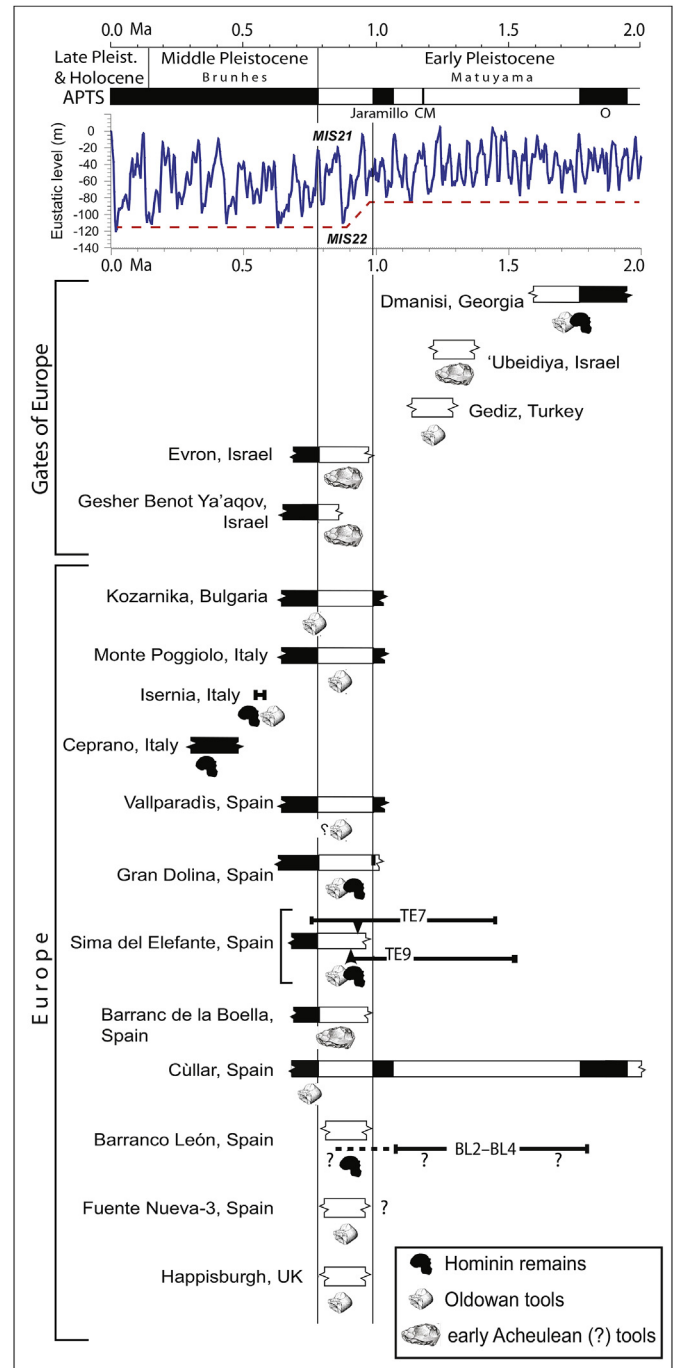 0.0 Ma 0.5 1.0 1.5 2.0
Late Pleist. & Holocene
Middle Pleistocene
Brunhes
Early Pleistocene
Matuyama
APTS
Jaramillo CM O
Eustatic level (m)
0
-20
-40
-60
-80
-100
-120
-140
MIS21
MIS22
0.0 Ma 0.5 1.0 1.5 2.0
Gates of Europe
Dmanisi, Georgia
‘Ubeidiya, Israel
Gediz, Turkey
Evron, Israel
Gesher Benot Ya’aqov,
Israel
Europe
Kozarnika, Bulgaria
Monte Poggiolo, Italy
Isernia, Italy
Ceprano, Italy
Vallparadìs, Spain
?
Gran Dolina, Spain
TE7
Sima del Elefante, Spain
TE9
Barranc de la Boella,
Spain
Cùllar, Spain
Barranco León, Spain
BL2–BL4
? ? ?
Fuente Nueva-3, Spain ?
Happisburgh, UK
Hominin remains
Oldowan tools
early Acheulean (?) tools